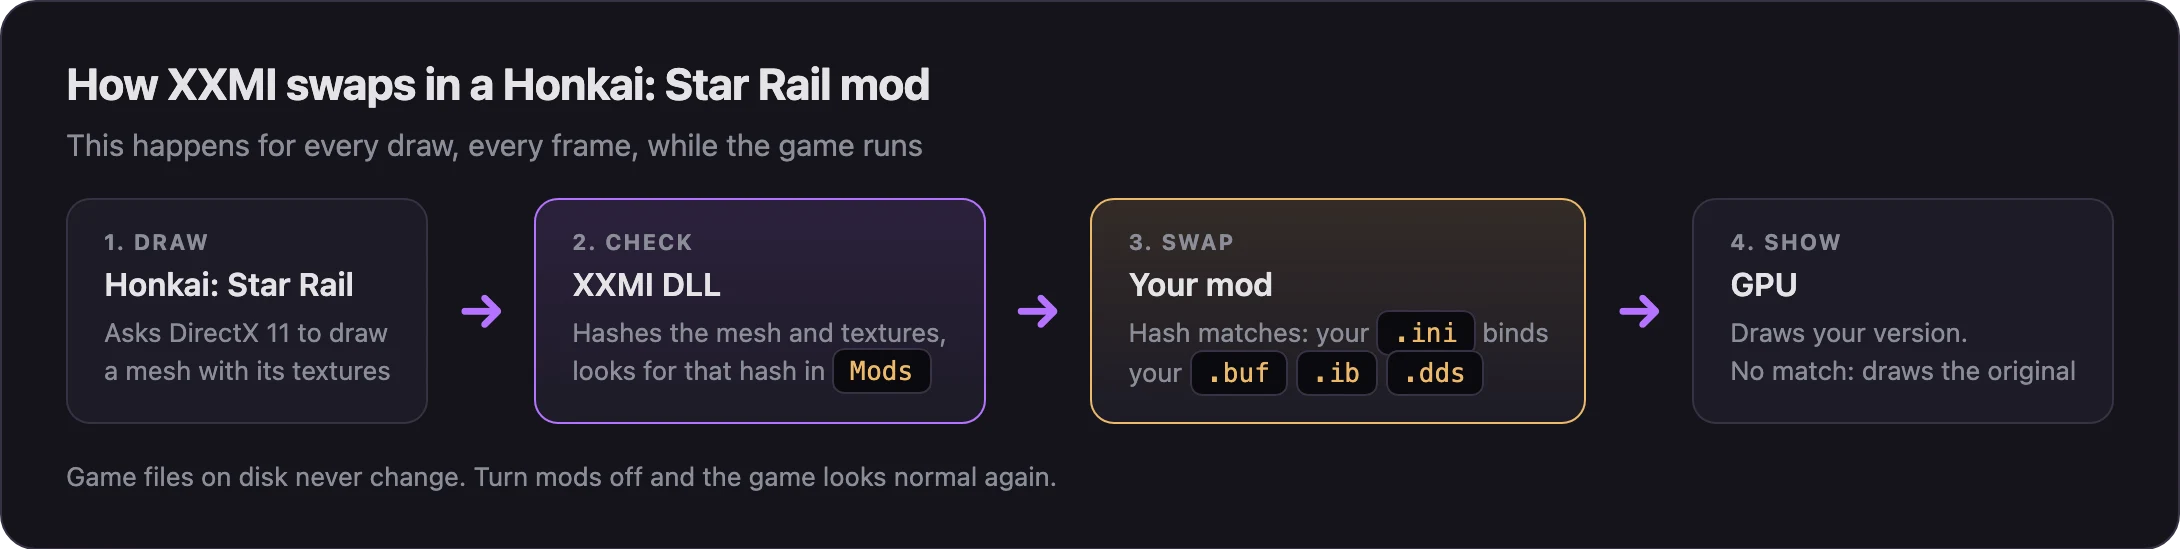 How XXMI swaps in a Honkai: Star Rail mod
This happens for every draw, every frame, while the game runs
1. DRAW
Honkai: Star Rail
Asks DirectX 11 to draw
a mesh with its textures
2. CHECK
XXMI DLL
Hashes the mesh and textures,
looks for that hash in Mods
3. SWAP
Your mod
Hash matches: your .ini binds
your .buf .ib .dds
4. SHOW
GPU
Draws your version.
No match: draws the original
Game files on disk never change. Turn mods off and the game looks normal again.